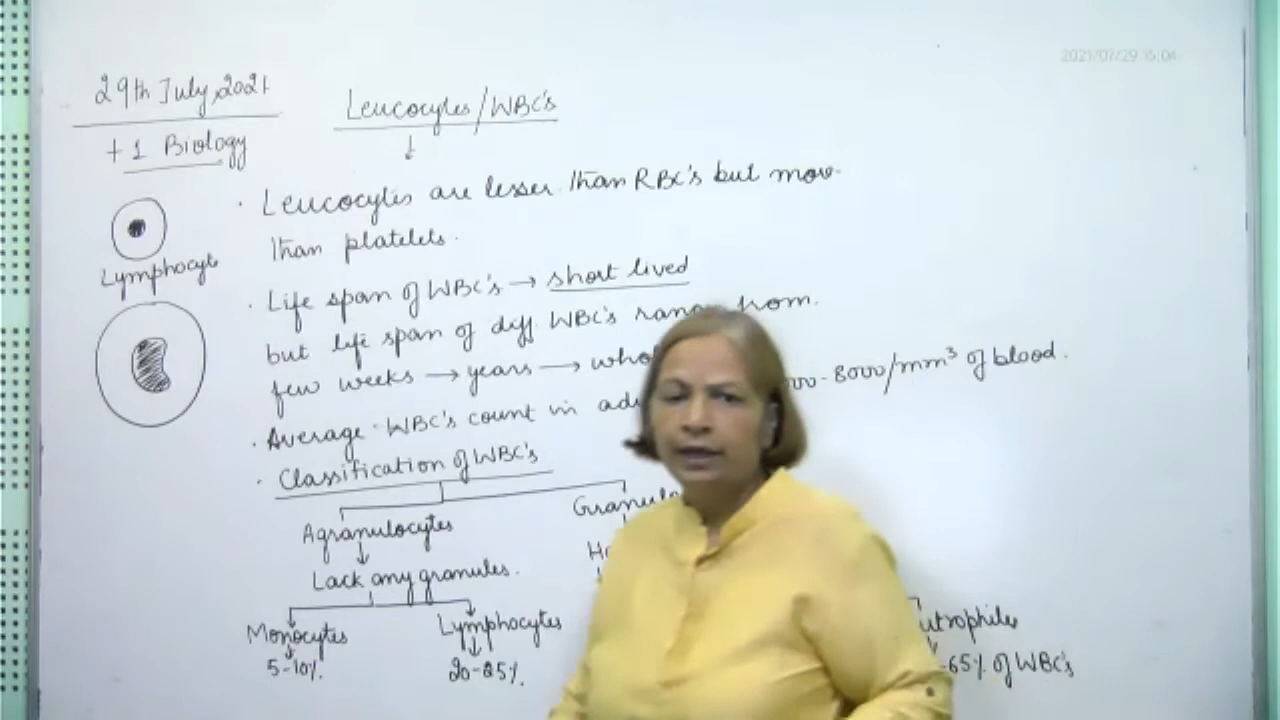 2021/07/29 15:04
29th July, 2021
+1 Biology
Leucocytes/WBC's
Lymphocyte
. Leucocytes are lesser than RBC's but more
than platelets.
. Life span of WBC's → short lived
but life span of diff. WBC's from
few weeks → years →
. Average WBC's count in 8000/mm³ of blood.
. Classification of WBC's
Agranulocytes
Lack any granules.
Monocytes Lymphocytes
5-10% 20-25% 65% of WBC's